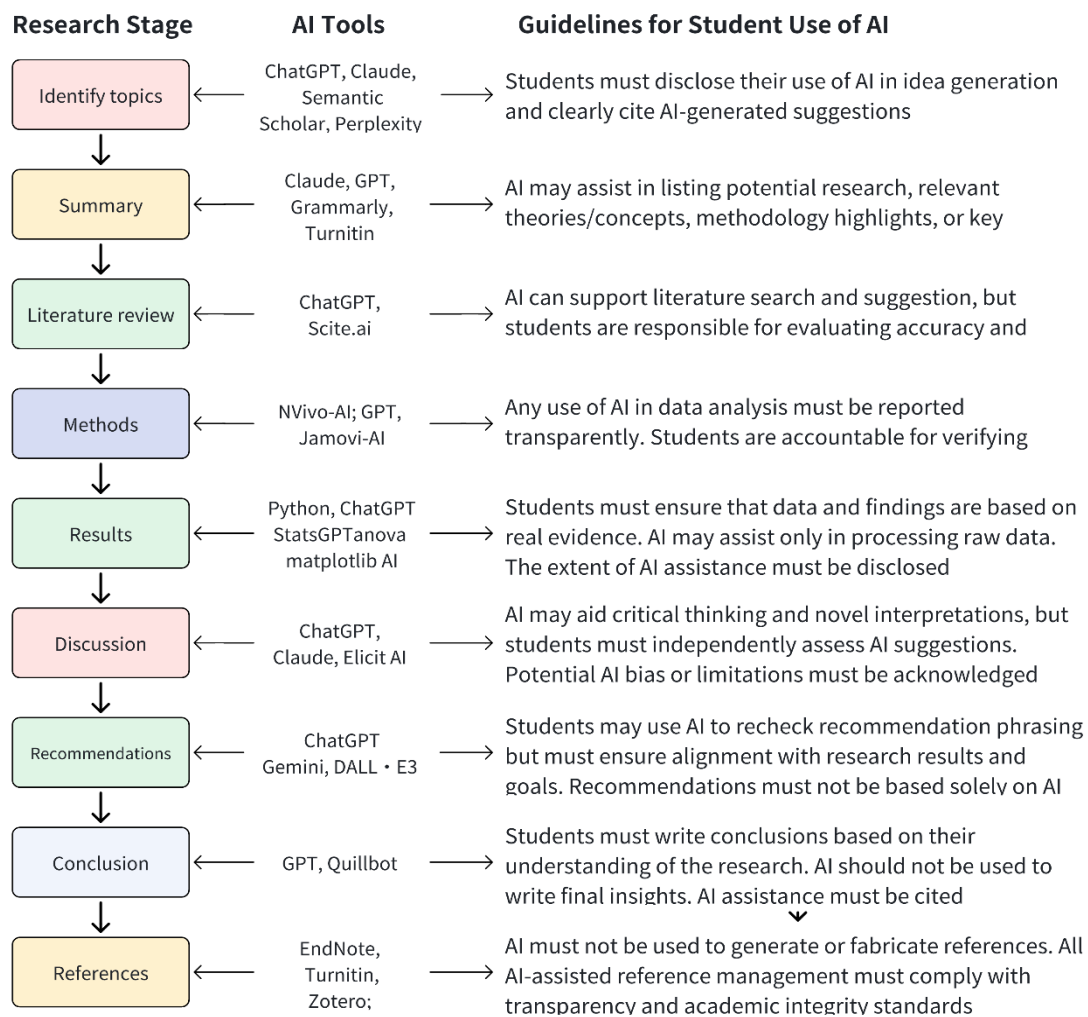 Research Stage
AI Tools
Guidelines for Student Use of AI
Identify topics
ChatGPT, Claude,
Semantic
Scholar, Perplexity
Students must disclose their use of AI in idea generation
and clearly cite AI-generated suggestions
Summary
Claude, GPT,
Grammarly,
Turnitin
AI may assist in listing potential research, relevant
theories/concepts, methodology highlights, or key
Literature review
ChatGPT,
Scite.ai
AI can support literature search and suggestion, but
students are responsible for evaluating accuracy and
Methods
NVivo-AI; GPT,
Jamovi-AI
Any use of AI in data analysis must be reported
transparently. Students are accountable for verifying
Results
Python, ChatGPT
StatsGPTanova
matplotlib AI
Students must ensure that data and findings are based on
real evidence. AI may assist only in processing raw data.
The extent of AI assistance must be disclosed
Discussion
ChatGPT,
Claude, Elicit AI
AI may aid critical thinking and novel interpretations, but
students must independently assess AI suggestions.
Potential AI bias or limitations must be acknowledged
Recommendations
ChatGPT
Gemini, DALL·E3
Students may use AI to recheck recommendation phrasing
but must ensure alignment with research results and
goals. Recommendations must not be based solely on AI
Conclusion
GPT, Quillbot
Students must write conclusions based on their
understanding of the research. AI should not be used to
write final insights. AI assistance must be cited
References
EndNote,
Turnitin,
Zotero;
AI must not be used to generate or fabricate references. All
AI-assisted reference management must comply with
transparency and academic integrity standards